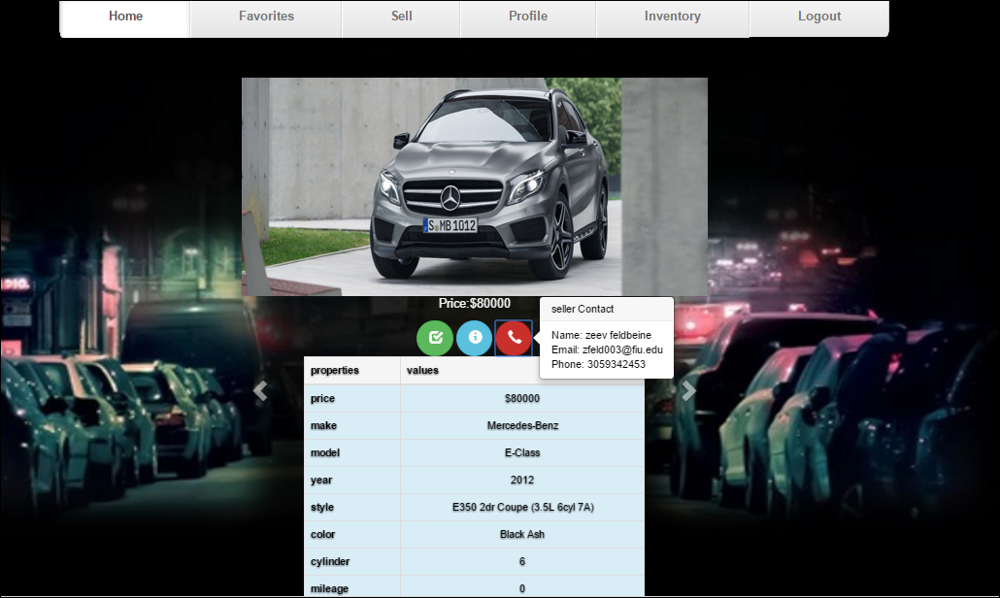 Home Favorites Sell Profile Inventory Logout
S MB 1012
Price:$80000
seller Contact
Name: zeev feldbeine
Email: zfeld003@fiu.edu
Phone: 3059342453
properties values
price $80000
make Mercedes-Benz
model E-Class
year 2012
style E350 2dr Coupe (3.5L 6cyl 7A)
color Black Ash
cylinder 6
mileage 0